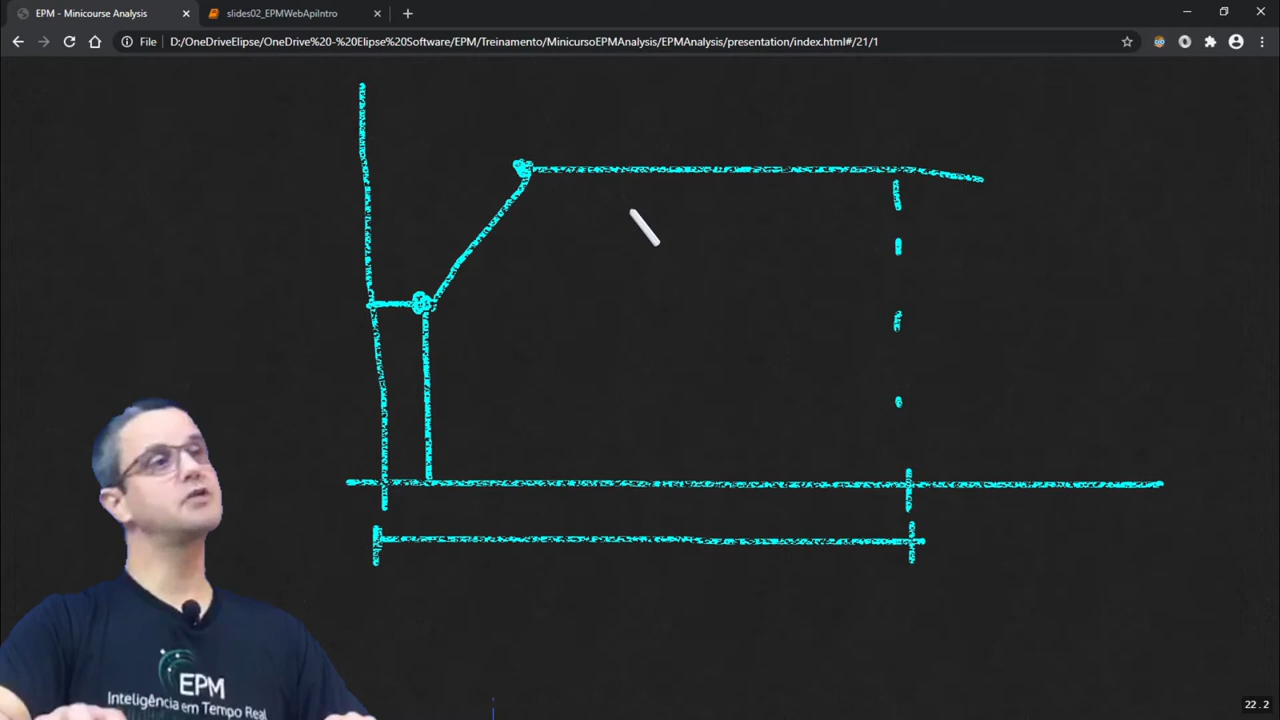 EPM - Minicourse Analysis
slides02_EPMWebApiIntro
File
D:/OneDriveElipse/OneDrive%20-%20Elipse%20Software/EPM/Treinamento/MinicursoEPMAnalysis/EPMAnalysis/presentation/index.html#/21/1
EPM
Inteligência em Tempo Real
22.2